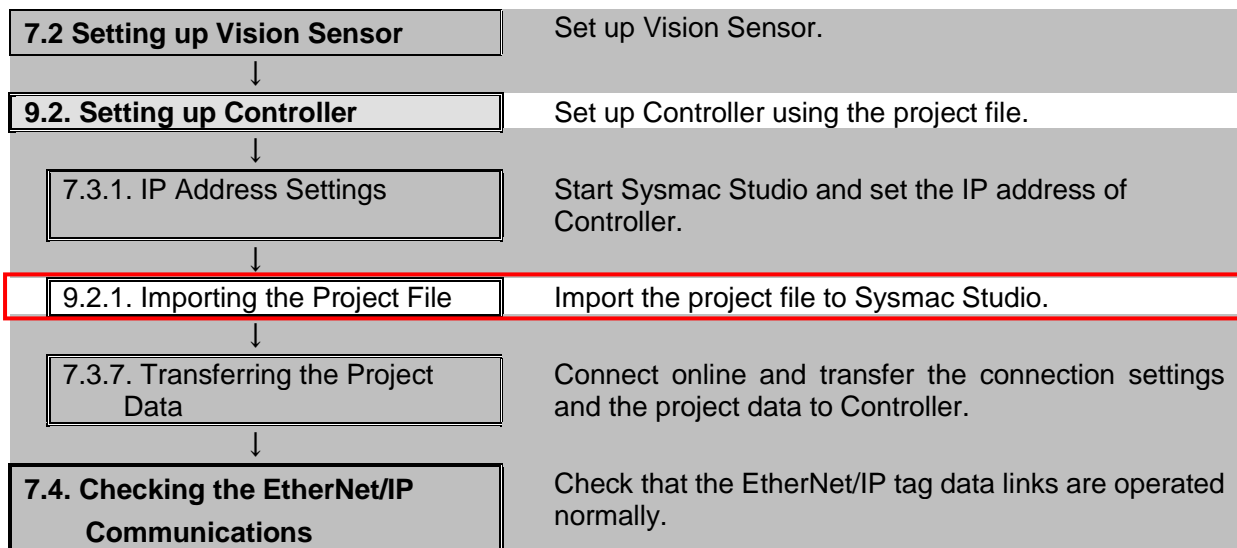 7.2 Setting up Vision Sensor
Set up Vision Sensor.
↓
9.2. Setting up Controller
Set up Controller using the project file.
↓
7.3.1. IP Address Settings
Start Sysmac Studio and set the IP address of
Controller.
↓
9.2.1. Importing the Project File
Import the project file to Sysmac Studio.
↓
7.3.7. Transferring the Project
Data
Connect online and transfer the connection settings
and the project data to Controller.
↓
7.4. Checking the EtherNet/IP
Communications
Check that the EtherNet/IP tag data links are operated
normally.